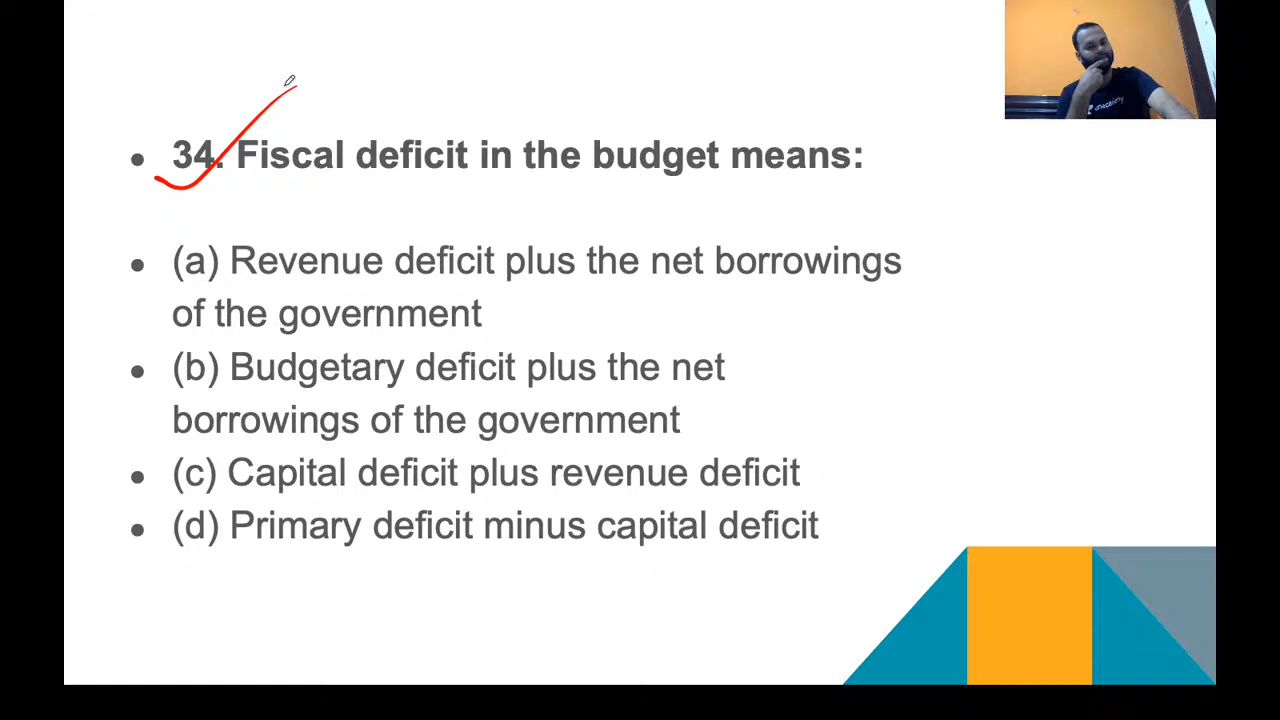 34. Fiscal deficit in the budget means:
(a) Revenue deficit plus the net borrowings
of the government
(b) Budgetary deficit plus the net
borrowings of the government
(c) Capital deficit plus revenue deficit
(d) Primary deficit minus capital deficit